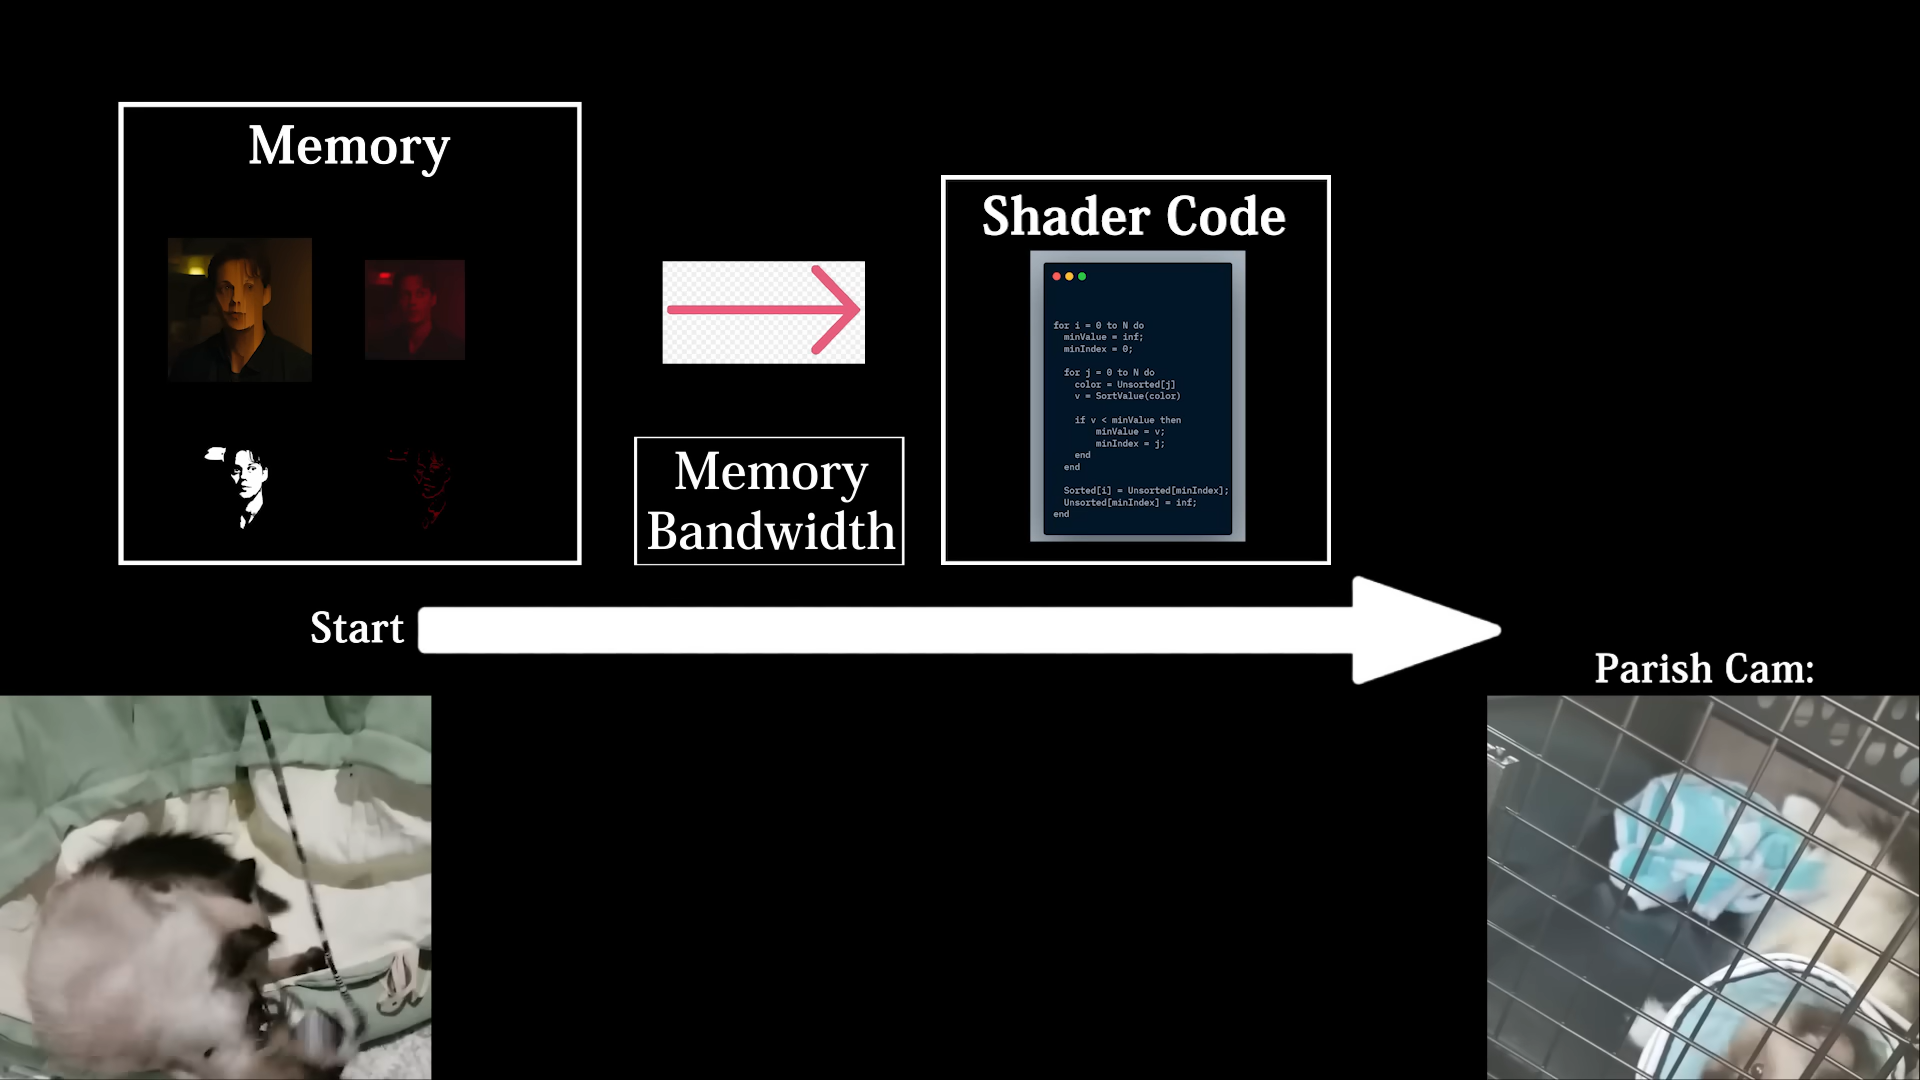 Memory
Shader Code
for i = 0 to N do
minValue = inf;
minIndex = 0;
for j = 0 to N do
color = Unsorted[j]
v = SortValue(color)
if v < minValue then
minValue = v;
minIndex = j;
end
end
Sorted[i] = Unsorted[minIndex];
Unsorted[minIndex] = inf;
end
Memory
Bandwidth
Start
Parish Cam: